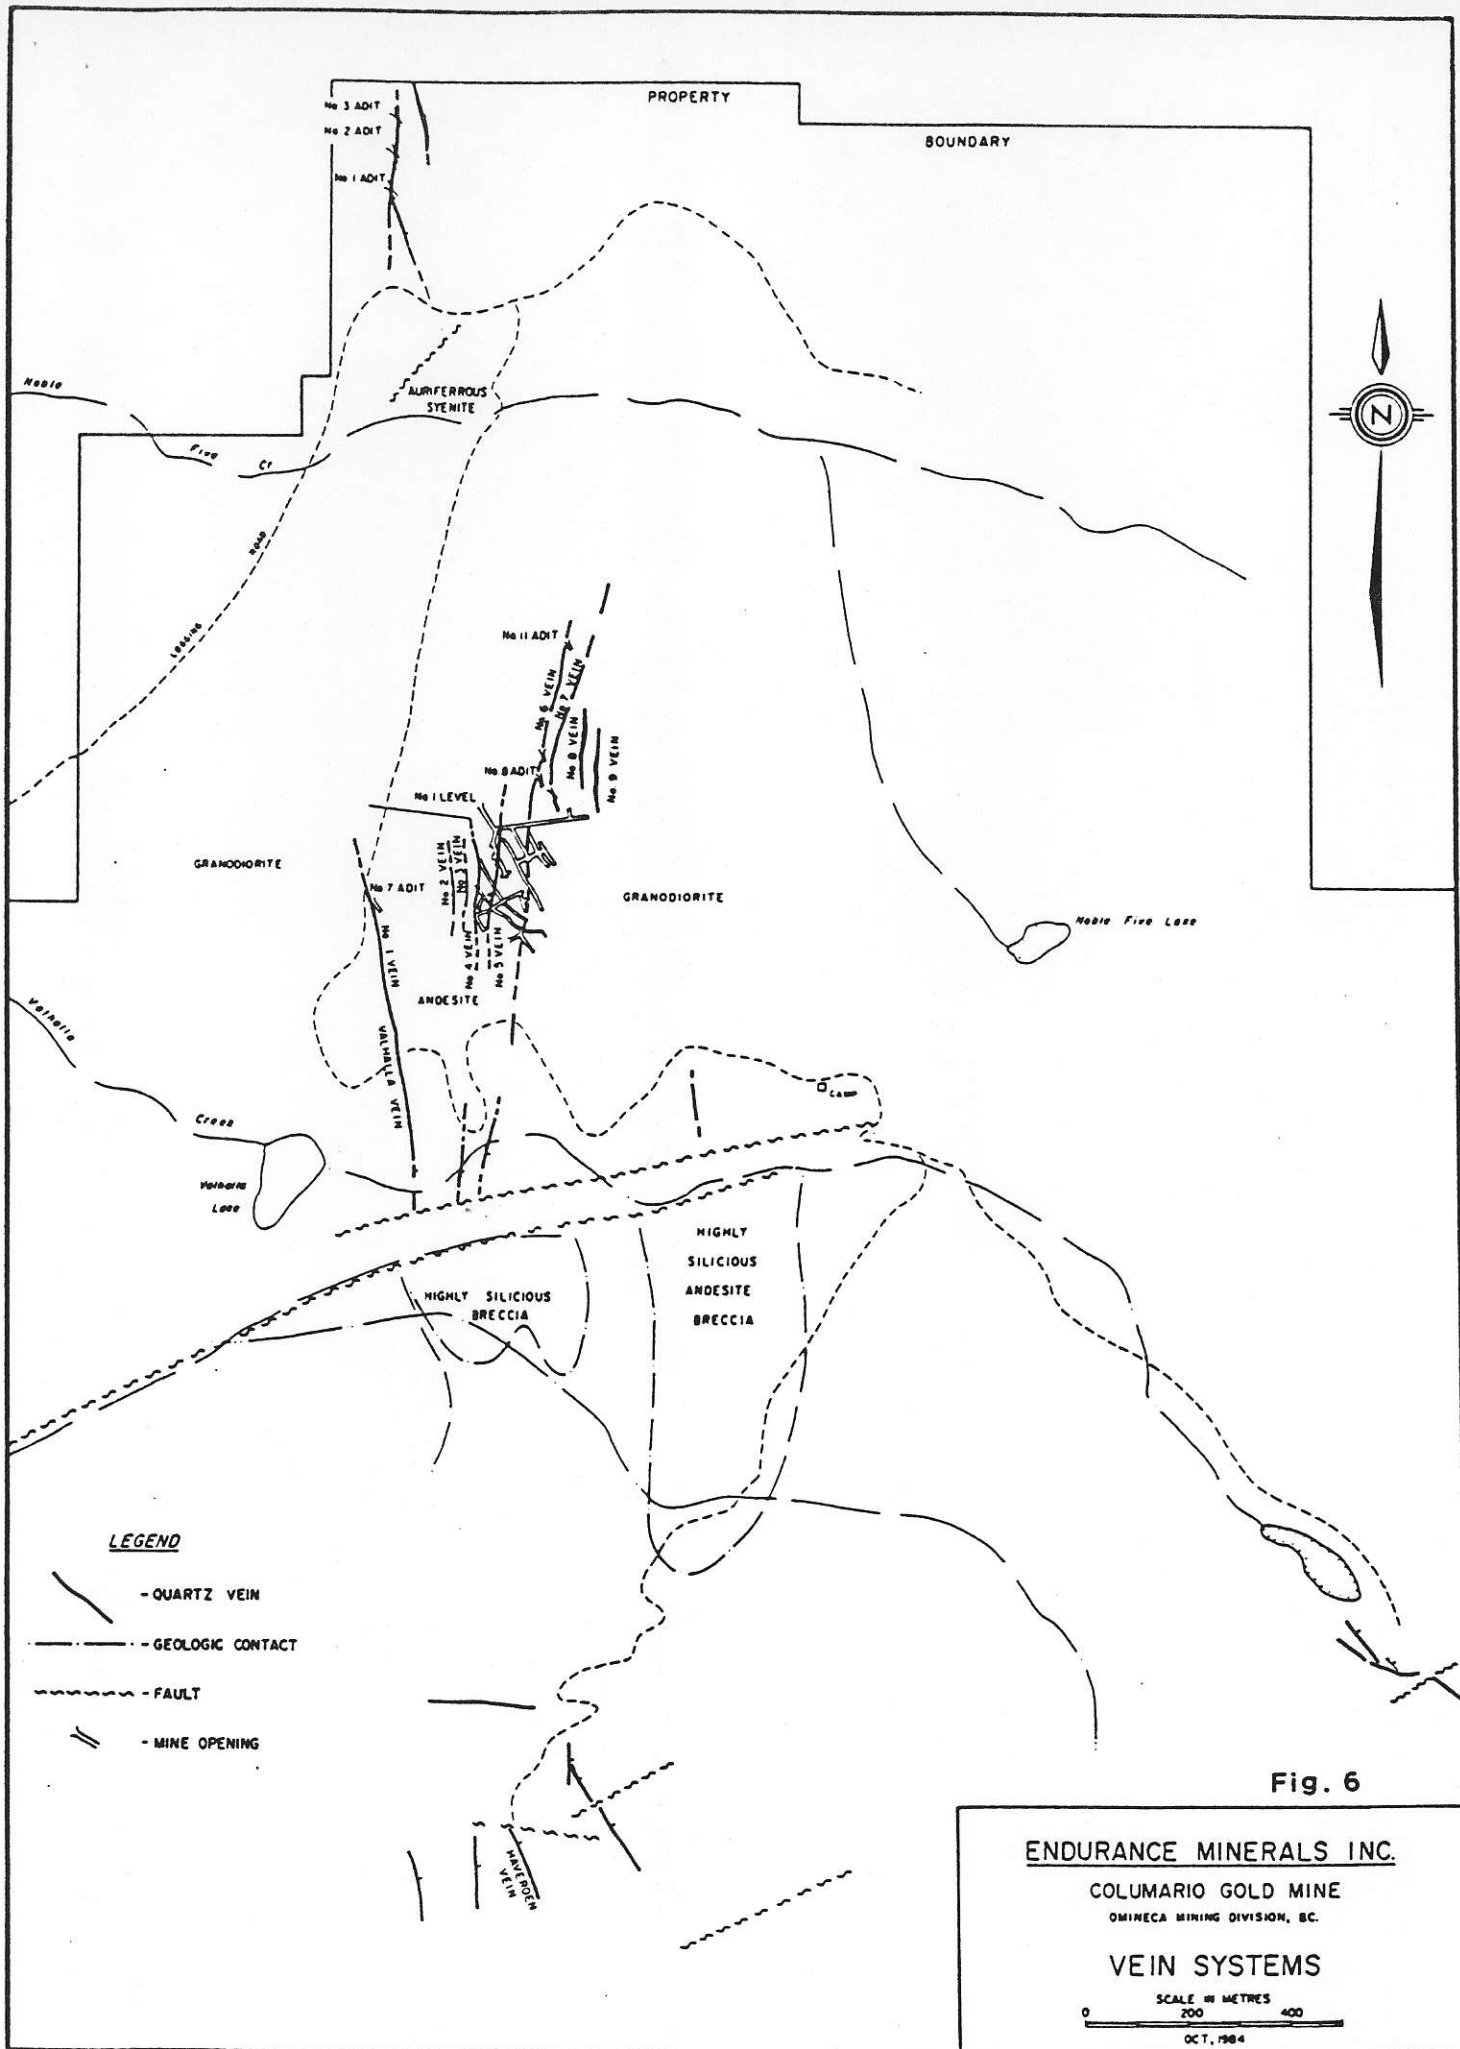 PROPERTY
BOUNDARY
No 3 ADIT
No 2 ADIT
No 1 ADIT
Noble
Five
Cr
AURIFERROUS
SYENITE
N
LOGGING ROAD
No 11 ADIT
No 6 VEIN
No 7 VEIN
No 8 VEIN
No. 9 VEIN
No 8 ADIT
No 1 LEVEL
GRANODIORITE
No 2 VEIN
No 3 VEIN
No 7 ADIT
GRANODIORITE
No 1 VEIN
No 4 VEIN
No 5 VEIN
Noble Five Lake
ANDESITE
Valhalla
VALHALLA VEIN
CAMP
Creek
Valhalla
Lake
HIGHLY
SILICIOUS
ANDESITE
BRECCIA
HIGHLY SILICIOUS
BRECCIA
LEGEND
- QUARTZ VEIN
- GEOLOGIC CONTACT
- FAULT
- MINE OPENING
HAVERDEN
VEIN
Fig. 6
ENDURANCE MINERALS INC.
COLUMARIO GOLD MINE
OMINECA MINING DIVISION, BC.
VEIN SYSTEMS
SCALE IN METRES
0 200 400
OCT, 1984